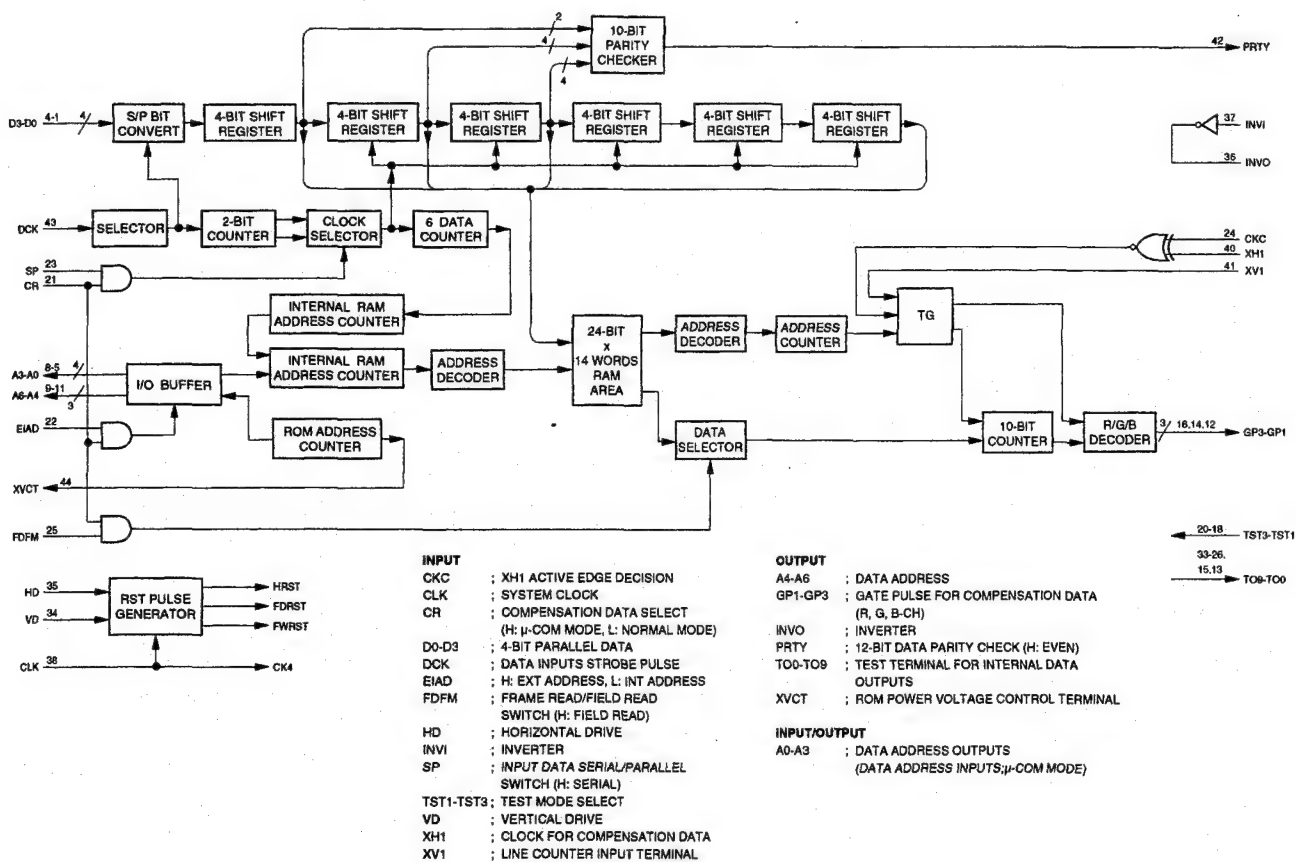 2
10-BIT
PARITY
CHECKER
4
4
42
PRTY
D3-D0
4-1
4
S/P BIT
CONVERT
4-BIT SHIFT
REGISTER
4-BIT SHIFT
REGISTER
4-BIT SHIFT
REGISTER
4-BIT SHIFT
REGISTER
4-BIT SHIFT
REGISTER
4-BIT SHIFT
REGISTER
37
INVI
36
INVO
DCK
43
SELECTOR
2-BIT
COUNTER
CLOCK
SELECTOR
6 DATA
COUNTER
24
CKC
40
XH1
41
XV1
SP
23
CR
21
INTERNAL RAM
ADDRESS COUNTER
INTERNAL RAM
ADDRESS COUNTER
ADDRESS
DECODER
24-BIT
x
14 WORDS
RAM
AREA
ADDRESS
DECODER
ADDRESS
COUNTER
TG
A3-A0
8-5
4
A6-A4
9-11
3
I/O BUFFER
EIAD
22
ROM ADDRESS
COUNTER
DATA
SELECTOR
10-BIT
COUNTER
R/G/B
DECODER
3
16,14,12
GP3-GP1
XVCT
44
FDFM
25
20-18
TST3-TST1
33-26,
15,13
TO9-TO0
HD
35
VD
34
RST PULSE
GENERATOR
HRST
FDRST
FWRST
CLK
38
CK4
INPUT
CKC ; XH1 ACTIVE EDGE DECISION
CLK ; SYSTEM CLOCK
CR ; COMPENSATION DATA SELECT
(H: μ-COM MODE, L: NORMAL MODE)
D0-D3 ; 4-BIT PARALLEL DATA
DCK ; DATA INPUTS STROBE PULSE
EIAD ; H: EXT ADDRESS, L: INT ADDRESS
FDFM ; FRAME READ/FIELD READ
SWITCH (H: FIELD READ)
HD ; HORIZONTAL DRIVE
INVI ; INVERTER
SP ; INPUT DATA SERIAL/PARALLEL
SWITCH (H: SERIAL)
TST1-TST3 ; TEST MODE SELECT
VD ; VERTICAL DRIVE
XH1 ; CLOCK FOR COMPENSATION DATA
XV1 ; LINE COUNTER INPUT TERMINAL
OUTPUT
A4-A6 ; DATA ADDRESS
GP1-GP3 ; GATE PULSE FOR COMPENSATION DATA
(R, G, B-CH)
INVO ; INVERTER
PRTY ; 12-BIT DATA PARITY CHECK (H: EVEN)
TO0-TO9 ; TEST TERMINAL FOR INTERNAL DATA
OUTPUTS
XVCT ; ROM POWER VOLTAGE CONTROL TERMINAL
INPUT/OUTPUT
A0-A3 ; DATA ADDRESS OUTPUTS
(DATA ADDRESS INPUTS;μ-COM MODE)